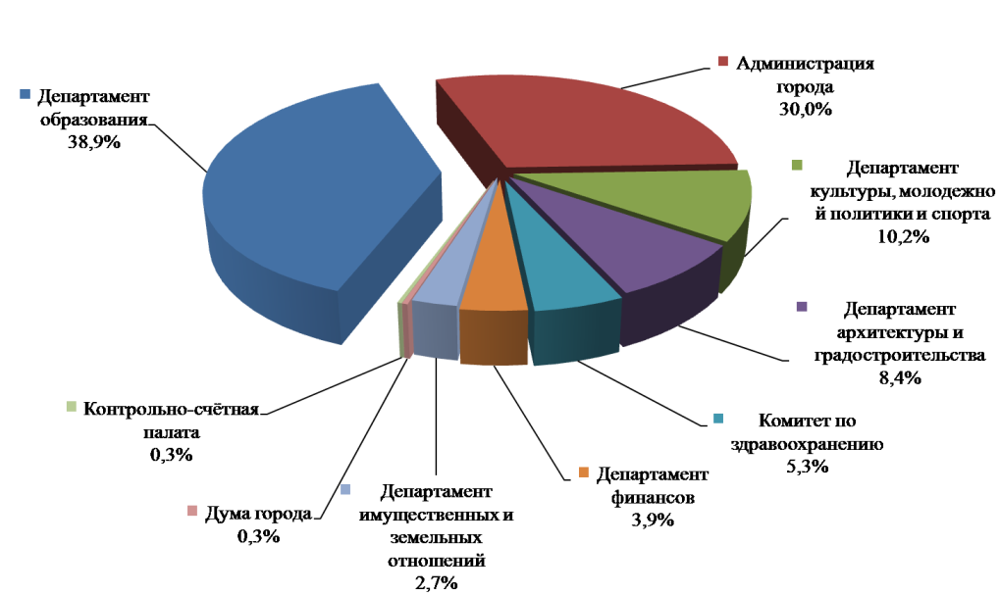 Администрация
города
30,0%
Департамент
образования
38,9%
Департамент
культуры, молодежно
й политики и спорта
10,2%
Департамент
архитектуры и
градостроительства
8,4%
Контрольно-счётная
палата
0,3%
Комитет по
здравоохранению
5,3%
Департамент
финансов
3,9%
Департамент
имущественных и
земельных
отношений
2,7%
Дума города
0,3%